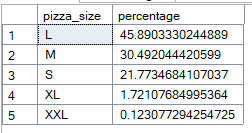 pizza_size percentage
1 L 45.8903330244889
2 M 30.492044420599
3 S 21.7734684107037
4 XL 1.72107684995364
5 XXL 0.123077294254725